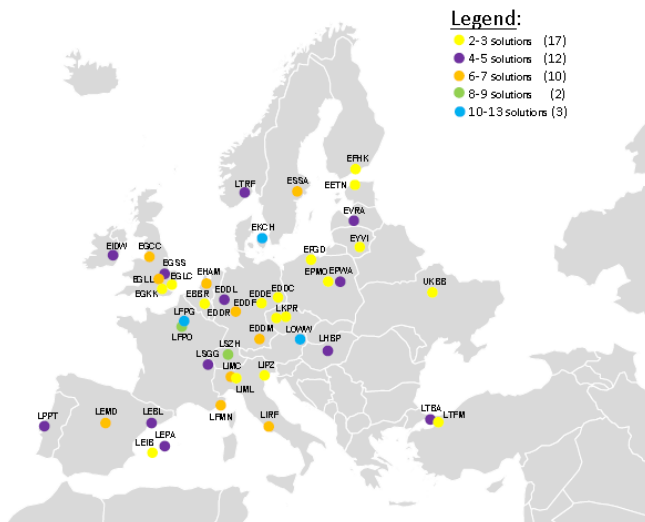 Legend:
2-3 solutions (17)
4-5 solutions (12)
6-7 solutions (10)
8-9 solutions (2)
10-13 solutions (3)
EFHK
LTRF
ESSA
EETN
EVRA
EKCH
EYVI
EIDW
EGCC
EGSS
EFGD
EGLL
EGLC
EHAM
EPMO
EPWA
UKBB
EGKK
EBBR
EDDL
EDDE
EDDC
EDDF
EDDR
LKPR
LFPG
LFPO
EDDM
LOWW
LSZH
LHBP
LSGG
LIMC
LIPZ
LIML
LFMN
LPPT
LEMD
LEBL
LIRF
LTBA
LTFM
LEIB
LEPA